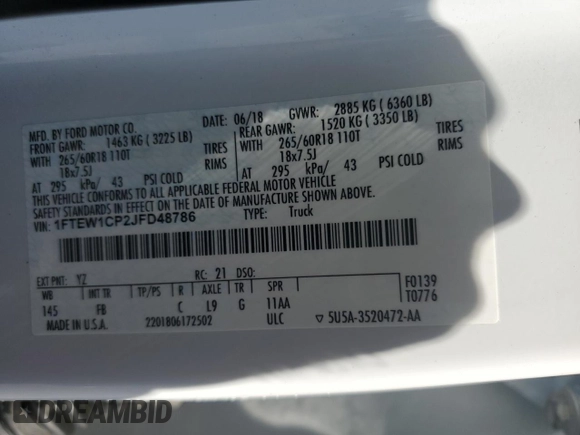 MFD. BY FORD MOTOR CO.
DATE: 06/18 GVWR: 2885 KG ( 6360 LB)
FRONT GAWR: 1463 KG ( 3225 LB)
REAR GAWR: 1520 KG ( 3350 LB)
WITH 265/60R18 110T TIRES
WITH 265/60R18 110T TIRES
18x7.5J RIMS
18x7.5J RIMS
AT 295 kPa/ 43 PSI COLD
AT 295 kPa/ 43 PSI COLD
THIS VEHICLE CONFORMS TO ALL APPLICABLE FEDERAL MOTOR VEHICLE
SAFETY STANDARDS IN EFFECT ON THE DATE OF MANUFACTURE SHOWN ABOVE.
VIN: 1FTEW1CP2JFD48786
TYPE: Truck
EXT PNT: YZ RC: 21 DSO:
F0139
T0776
WB INT TR TP/PS R AXLE TR SPR
145 FB C L9 G 11AA
MADE IN U.S.A. 2201806172502 ULC ▽ 5U5A-3520472-AA
DREAMBID